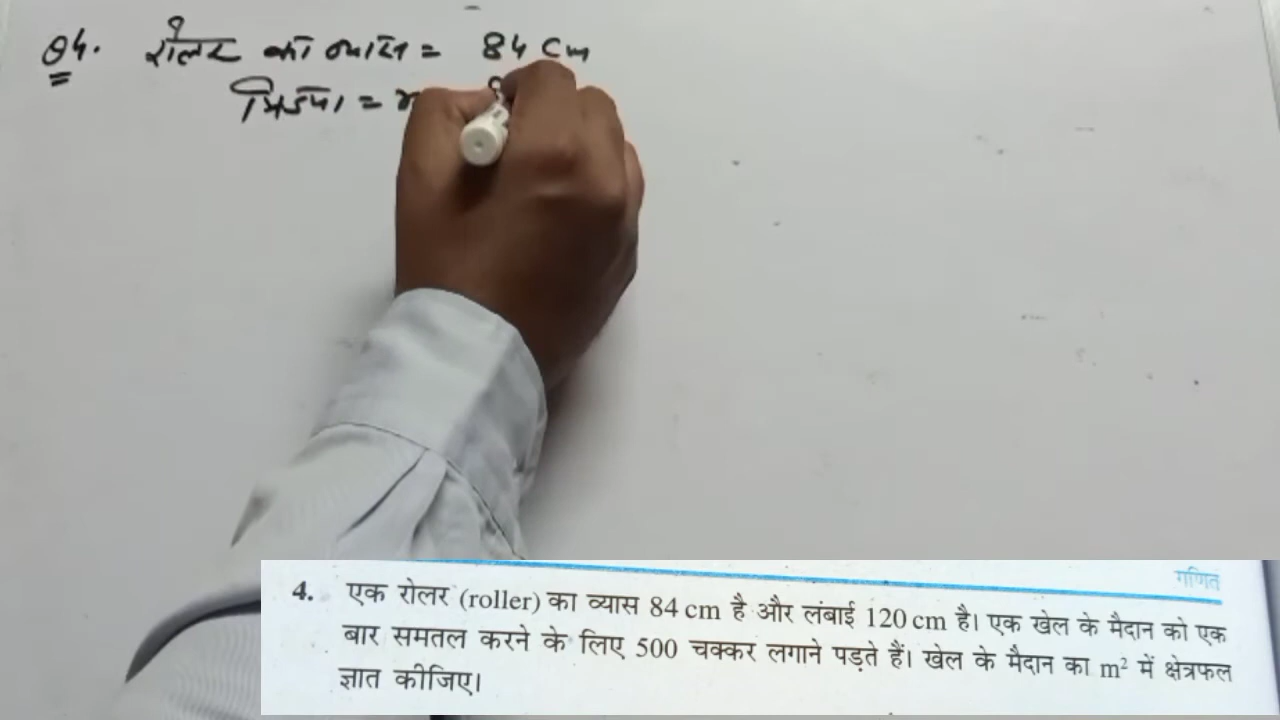 Q4. रोलर का व्यास = 84 cm
त्रिज्या = r
गणित
4. एक रोलर (roller) का व्यास 84 cm है और लंबाई 120 cm है। एक खेल के मैदान को एक
बार समतल करने के लिए 500 चक्कर लगाने पड़ते हैं। खेल के मैदान का m² में क्षेत्रफल
ज्ञात कीजिए।